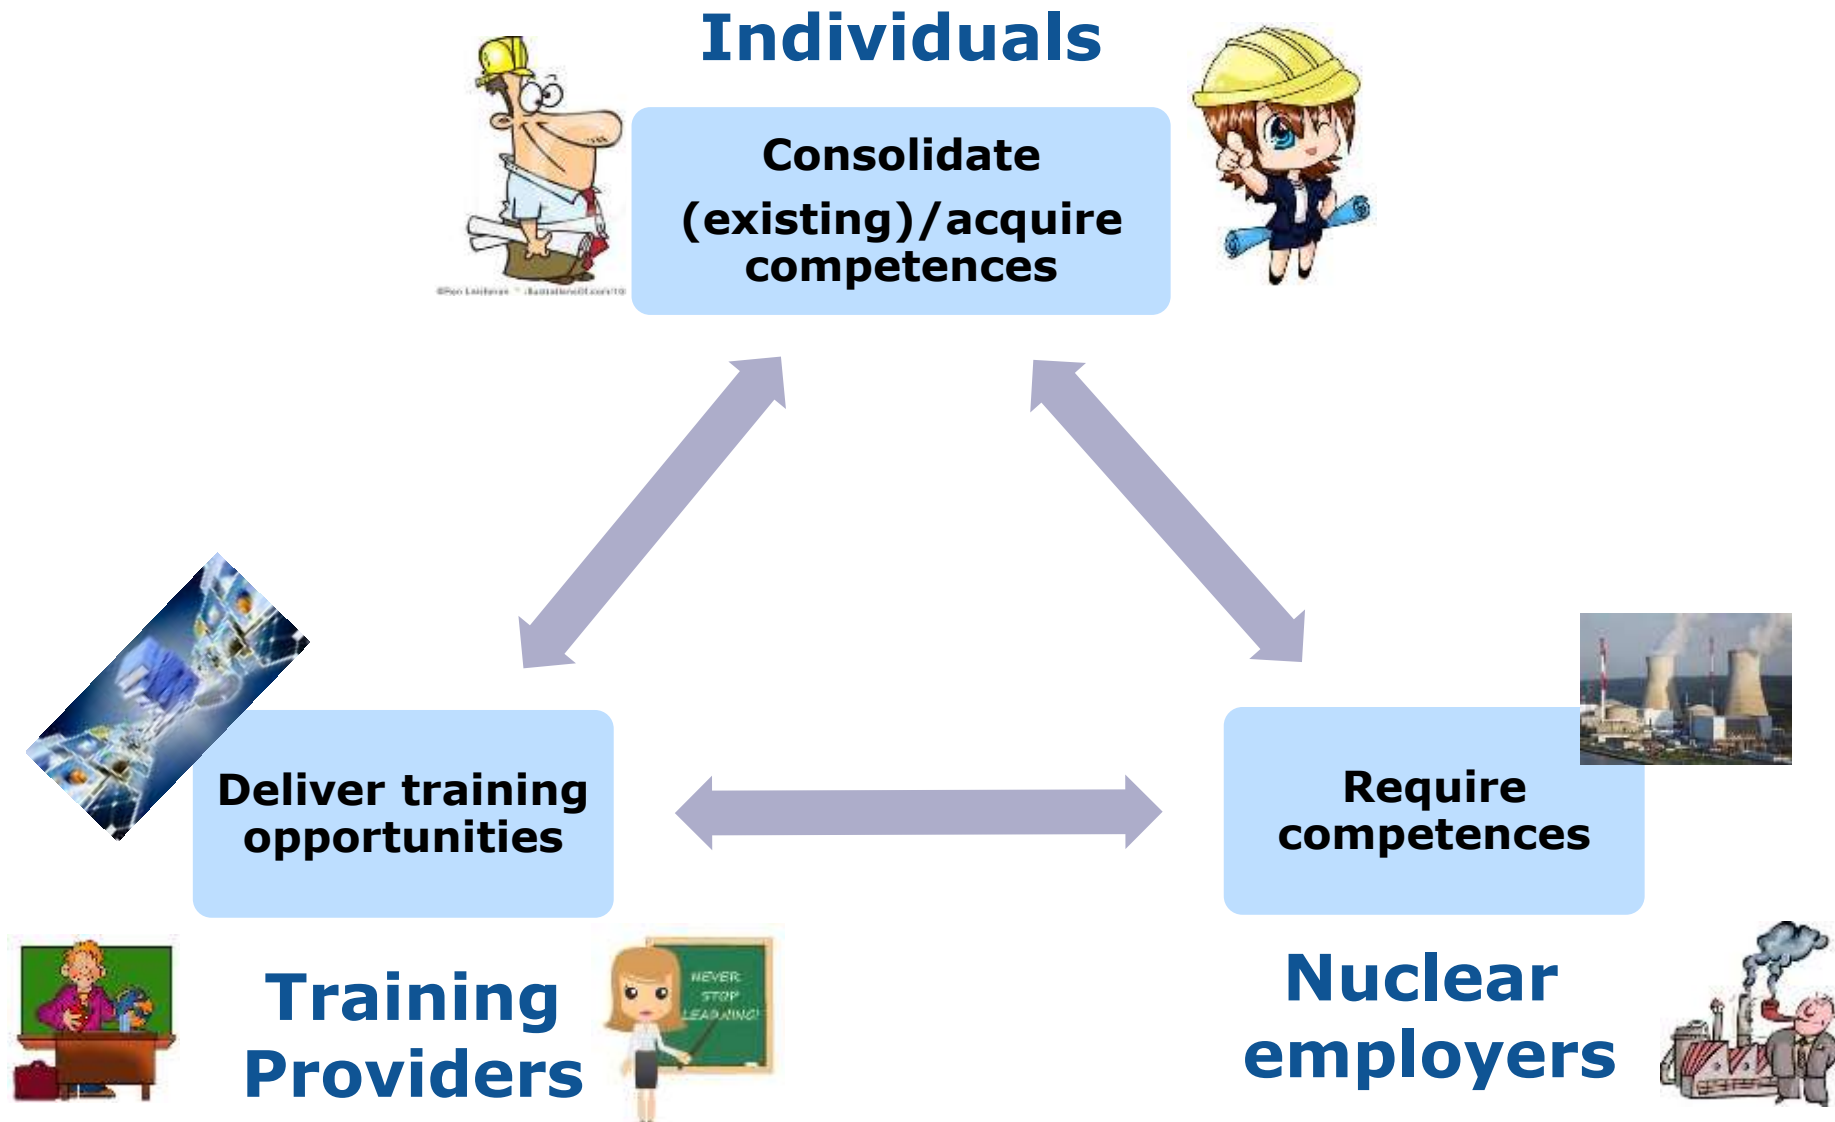 Individuals
Consolidate
(existing)/acquire
competences
Deliver training
opportunities
Require
competences
Training
Providers
NEVER
STOP
LEARNING!
Nuclear
employers